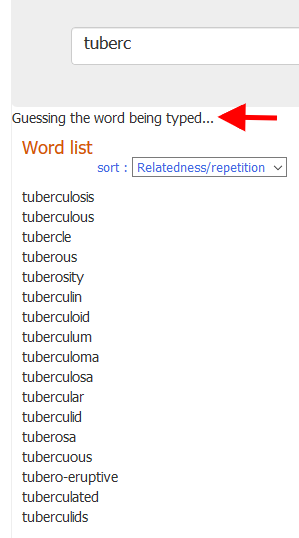 tuberc
Guessing the word being typed...
Word list
sort : Relatedness/repetition
tuberculosis
tuberculous
tubercle
tuberous
tuberosity
tuberculin
tuberculoid
tuberculum
tuberculoma
tuberculosa
tubercular
tuberculid
tuberosa
tubercuous
tubero-eruptive
tuberculated
tuberculids